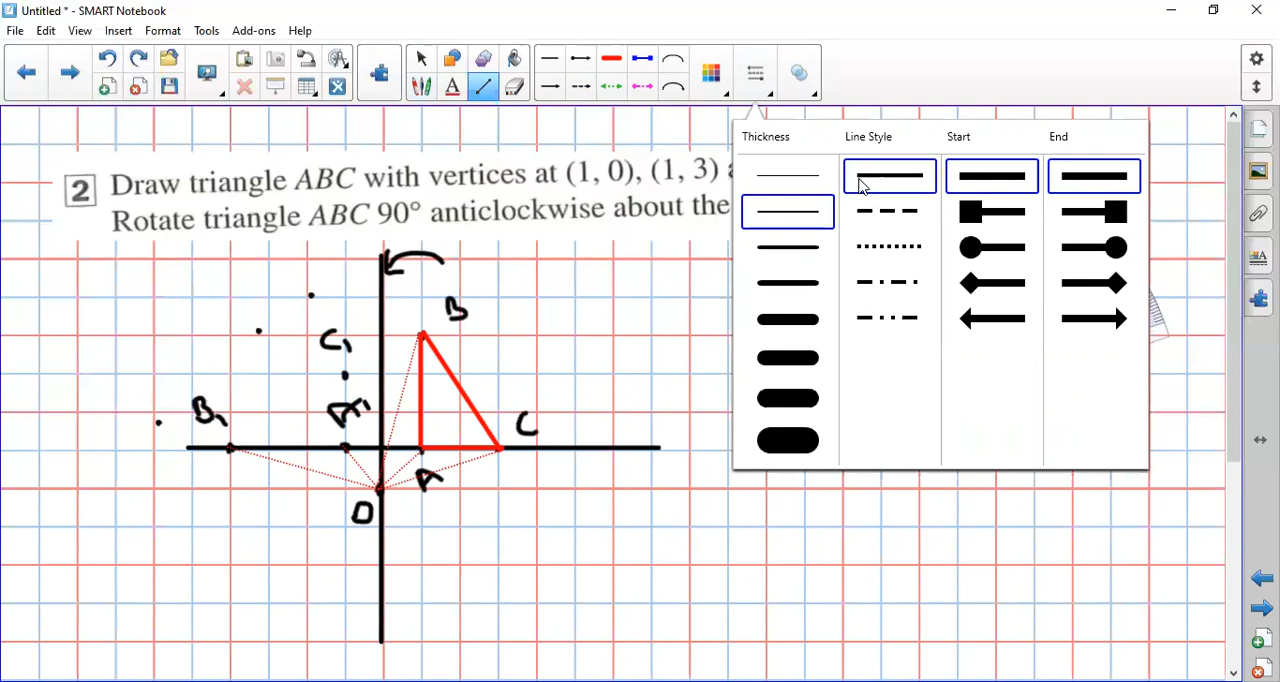 Untitled * - SMART Notebook
File Edit View Insert Format Tools Add-ons Help
Thickness Line Style Start End
2 Draw triangle ABC with vertices at (1, 0), (1, 3)
Rotate triangle ABC 90° anticlockwise about the
B
C₁
B₁ A₁ C
A
O